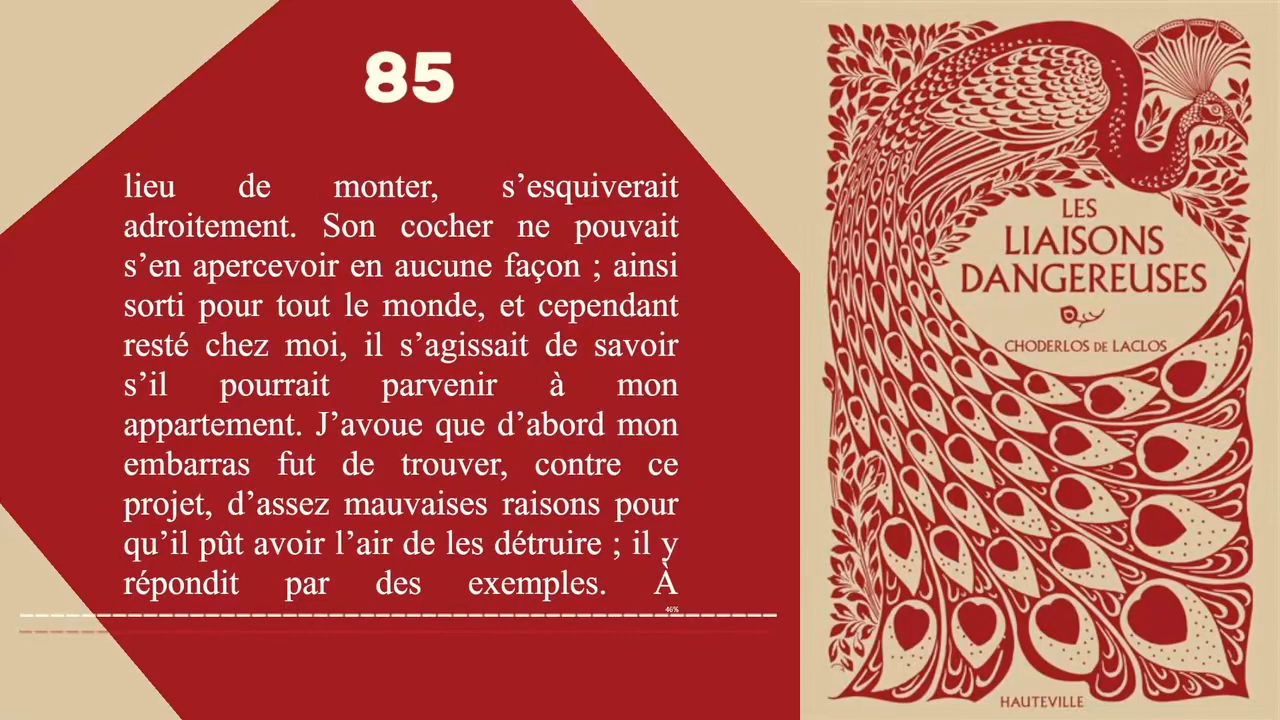 85
lieu de monter, s’esquiverait
adroitement. Son cocher ne pouvait
s’en apercevoir en aucune façon ; ainsi
sorti pour tout le monde, et cependant
resté chez moi, il s’agissait de savoir
s’il pourrait parvenir à mon
appartement. J’avoue que d’abord mon
embarras fut de trouver, contre ce
projet, d’assez mauvaises raisons pour
qu’il pût avoir l’air de les détruire ; il y
répondit par des exemples. À
46%
LES
LIAISONS
DANGEREUSES
CHODERLOS DE LACLOS
HAUTEVILLE